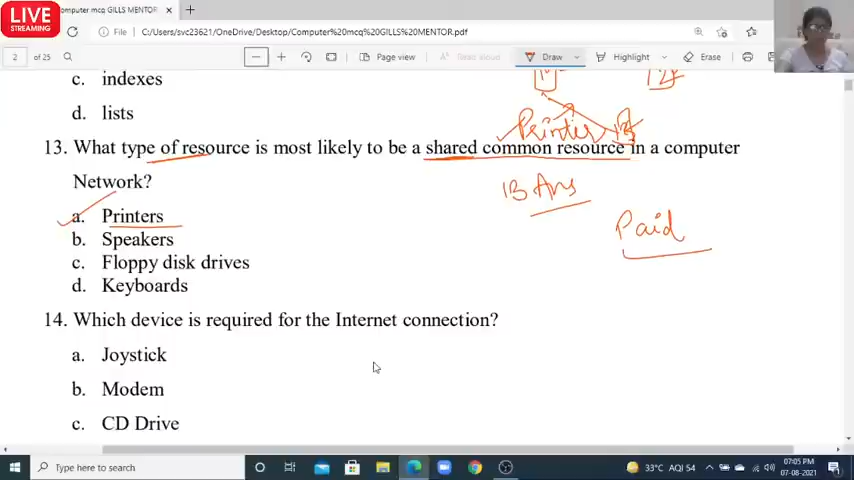 LIVE
STREAMING
Computer mcq GILLS MENTOR.pdf
File
C:/Users/svc23621/OneDrive/Desktop/Computer%20mcq%20GILLS%20MENTOR.pdf
2 of 25
Page view
Read aloud
Draw
Highlight
Erase
c. indexes
d. lists
Printer
13. What type of resource is most likely to be a shared common resource in a computer
Network?
13 Ans
a. Printers
Paid
b. Speakers
c. Floppy disk drives
d. Keyboards
14. Which device is required for the Internet connection?
a. Joystick
b. Modem
c. CD Drive
Type here to search
33°C AQI 54
07:05 PM
07-08-2021